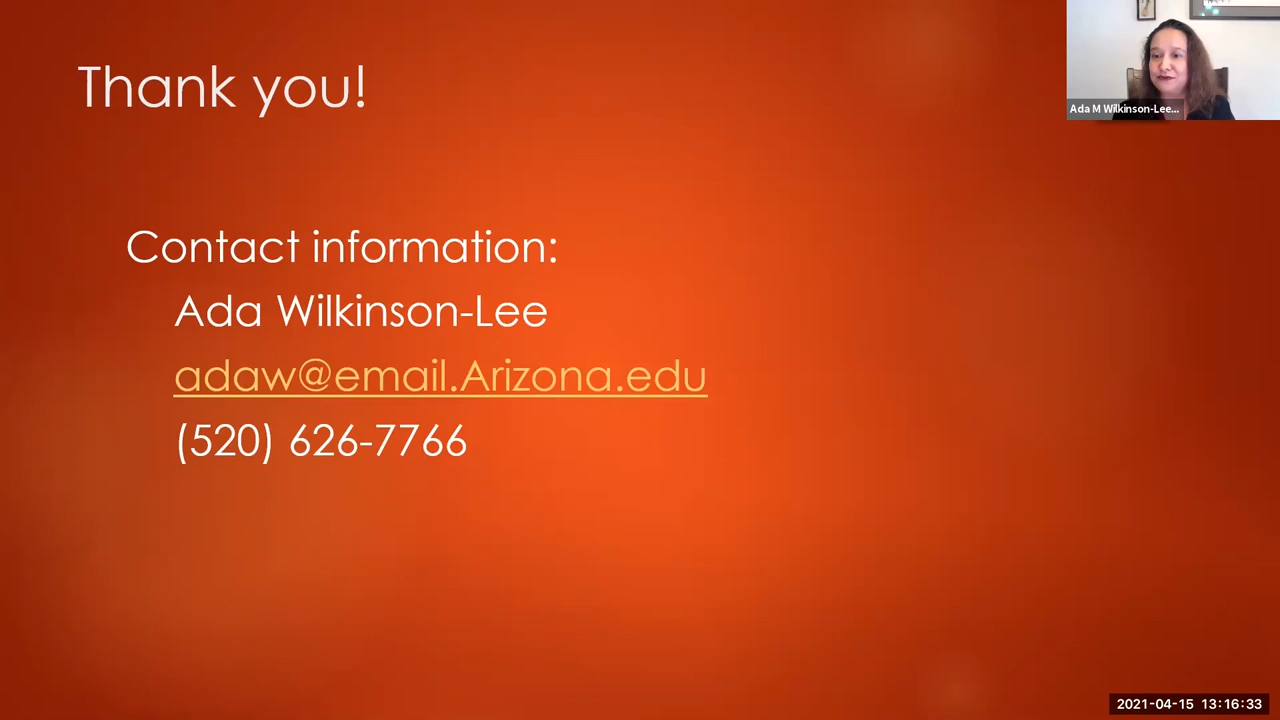 Thank you!
Ada M Wilkinson-Lee...
Contact information:
Ada Wilkinson-Lee
adaw@email.Arizona.edu
(520) 626-7766
2021-04-15 13:16:33